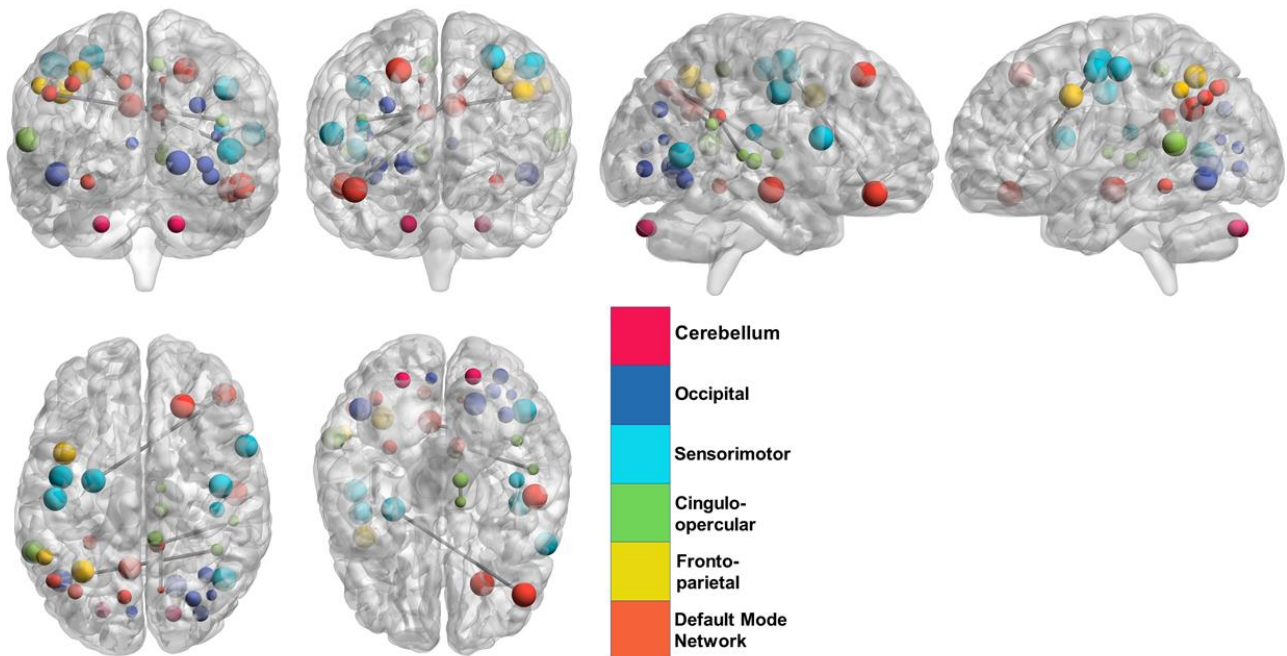 Cerebellum
Occipital
Sensorimotor
Cingulo-
opercular
Fronto-
parietal
Default Mode
Network